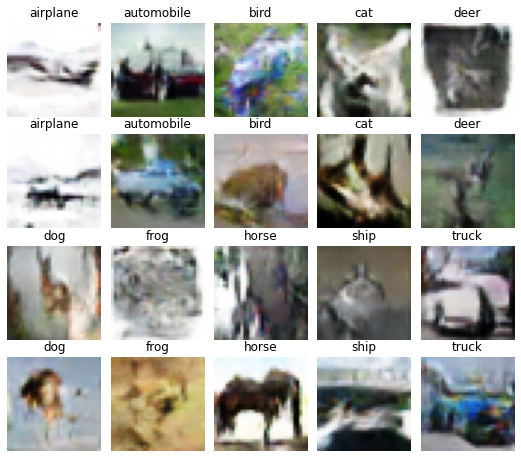 airplane automobile bird cat deer
airplane automobile bird cat deer
dog frog horse ship truck
dog frog horse ship truck